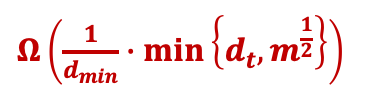 Ω ( 1/d_min · min { d_t, m^{1/2} } )